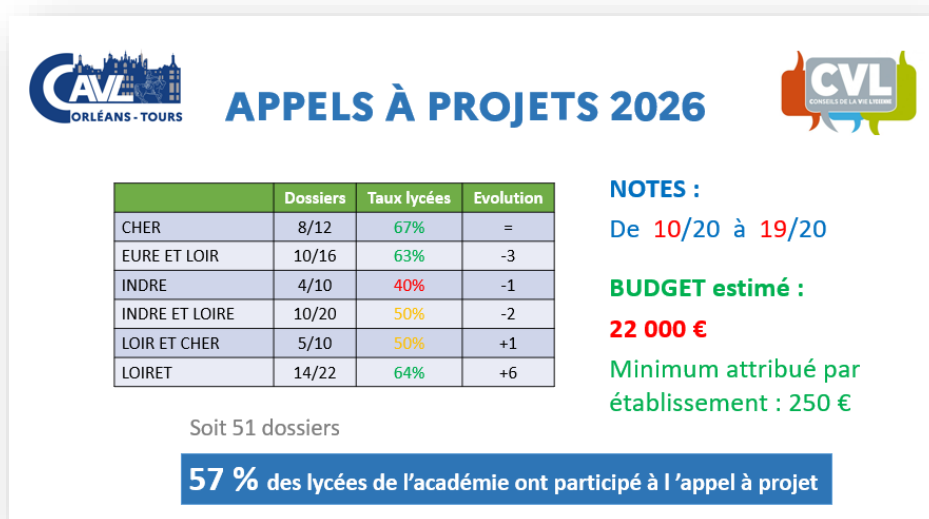 CAVL
ORLÉANS - TOURS
APPELS À PROJETS 2026
CVL
CONSEILS DE LA VIE LYCÉENNE
Dossiers Taux lycées Evolution
CHER 8/12 67% =
EURE ET LOIR 10/16 63% -3
INDRE 4/10 40% -1
INDRE ET LOIRE 10/20 50% -2
LOIR ET CHER 5/10 50% +1
LOIRET 14/22 64% +6
Soit 51 dossiers
NOTES :
De 10/20 à 19/20
BUDGET estimé :
22 000 €
Minimum attribué par
établissement : 250 €
57 % des lycées de l’académie ont participé à l ’appel à projet